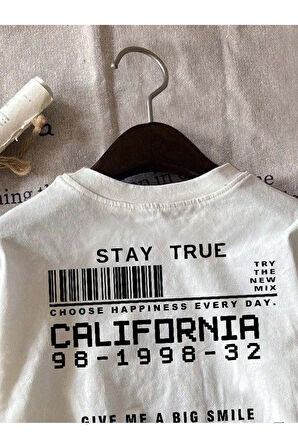 STAY TRUE
TRY
THE
NEW
MIX
CHOOSE HAPPINESS EVERY DAY.
CALIFORNIA
98-1998-32
GIVE ME A BIG SMILE